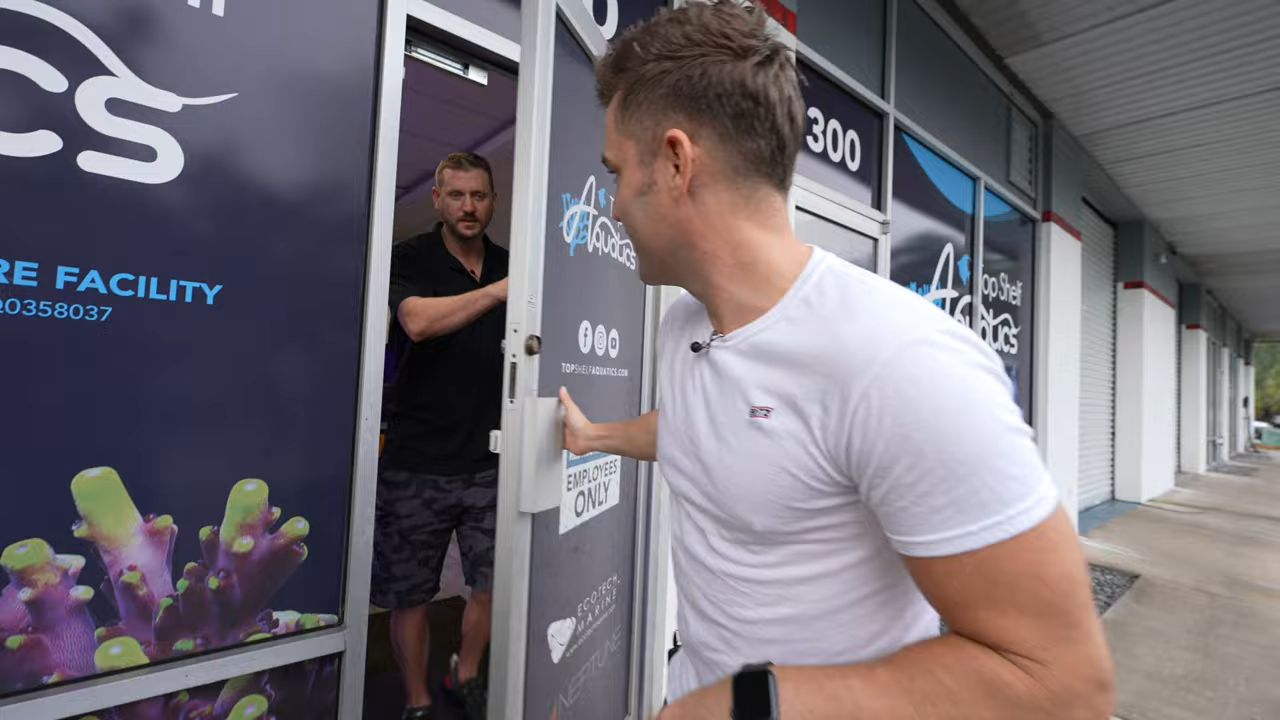 CS
RE FACILITY
20358037
Aquatics
TOPSHELFAQUATICS.COM
EMPLOYEES
ONLY
ECOTECH
MARINE
NEPTUNE
300
Top Shelf
Aquatics